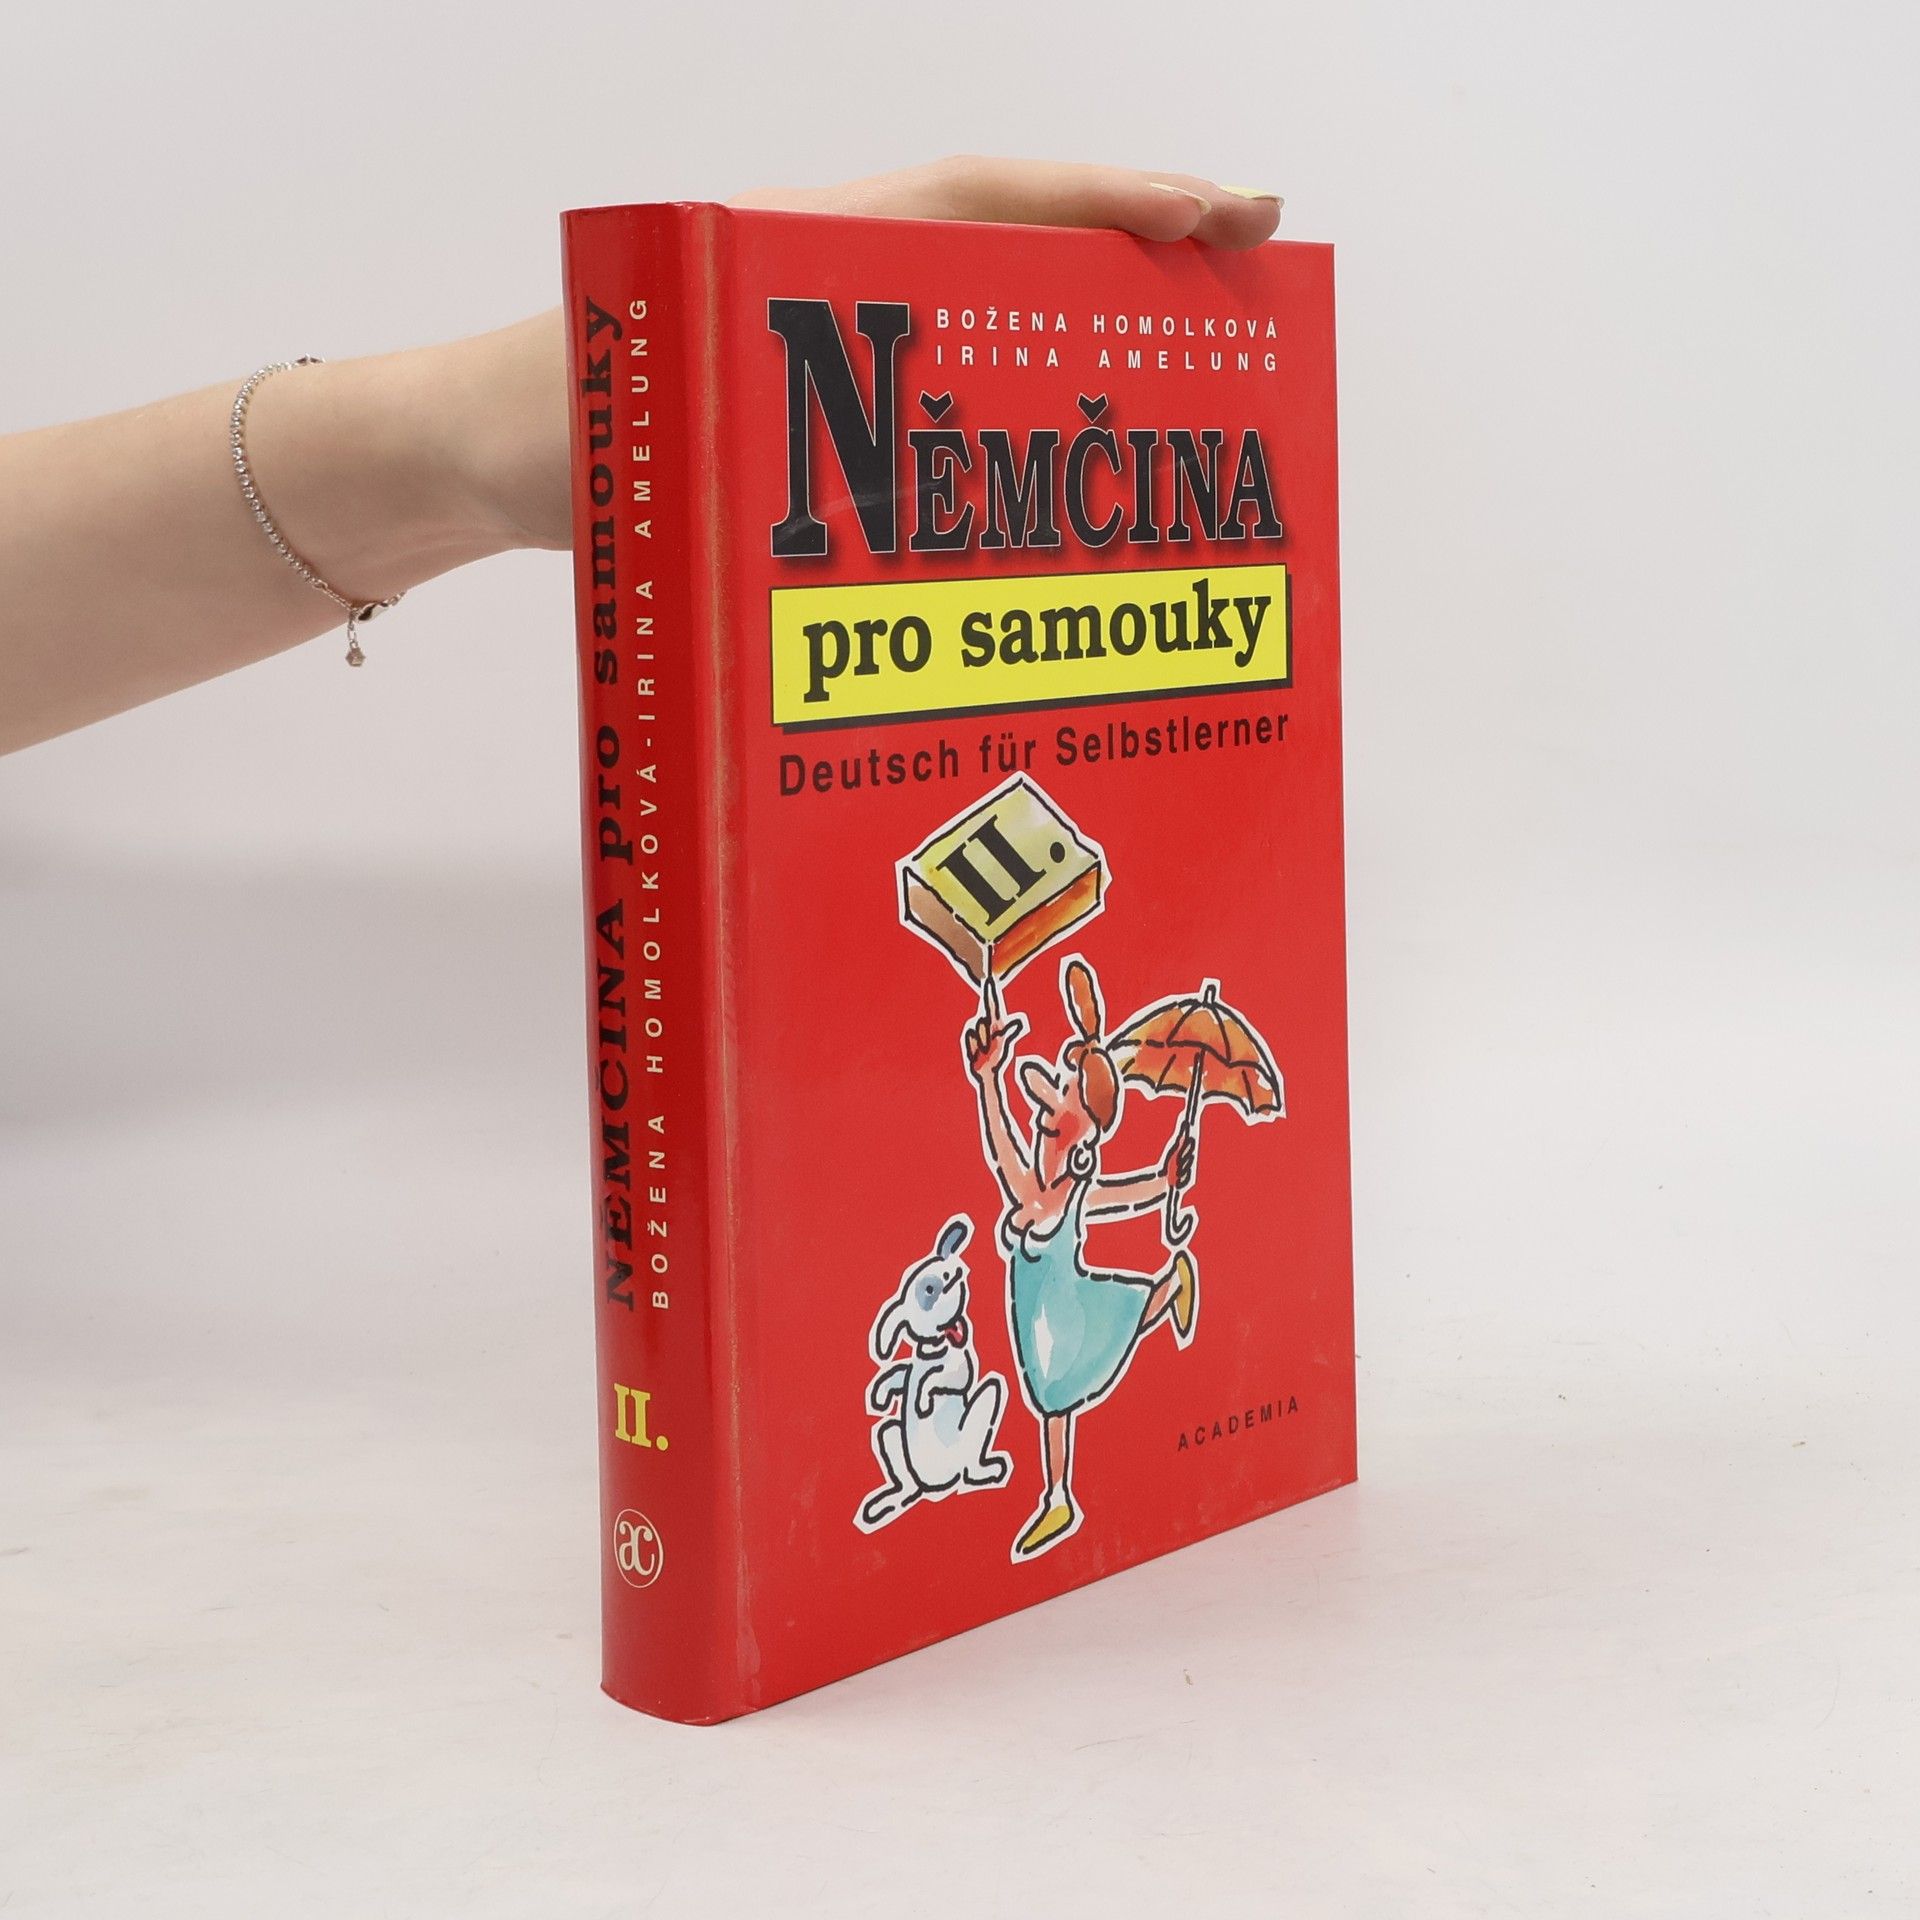 BOŽENA HOMOLKOVÁ
IRINA AMELUNG
NĚMČINA
pro samouky
Deutsch für Selbstlerner
II.
ACADEMIA
NĚMČINA pro samouky
BOŽENA HOMOLKOVÁ-IRINA AMELUNG
II.
ac